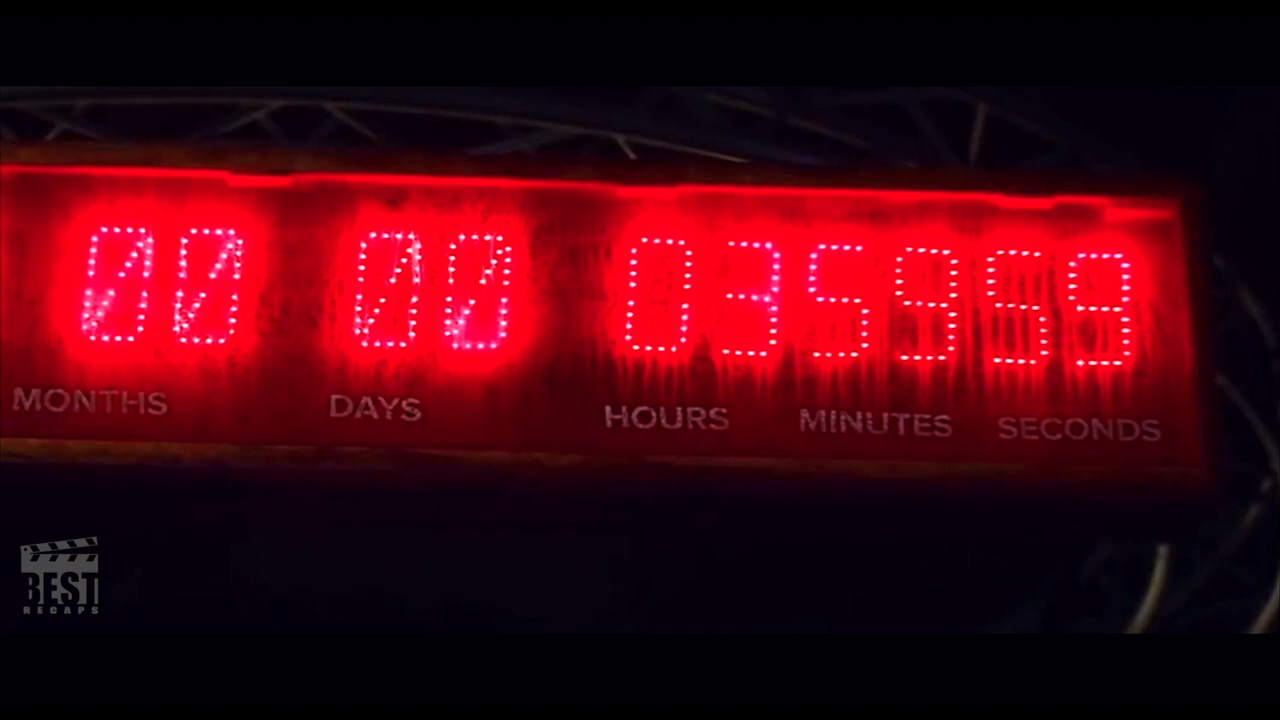 00 00 03 59 59
MONTHS DAYS HOURS MINUTES SECONDS
BEST
RECAPS